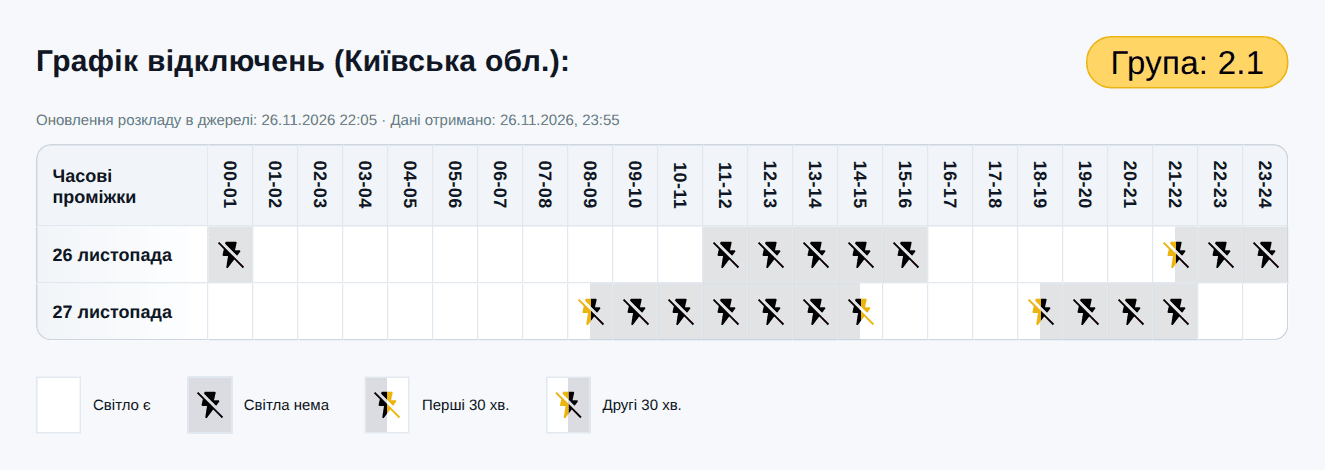 Графік відключень (Київська обл.):
Група: 2.1
Оновлення розкладу в джерелі: 26.11.2026 22:05 · Дані отримано: 26.11.2026, 23:55
Часові
проміжки
00-01
01-02
02-03
03-04
04-05
05-06
06-07
07-08
08-09
09-10
10-11
11-12
12-13
13-14
14-15
15-16
16-17
17-18
18-19
19-20
20-21
21-22
22-23
23-24
26 листопада
27 листопада
Світло є
Світла нема
Перші 30 хв.
Другі 30 хв.